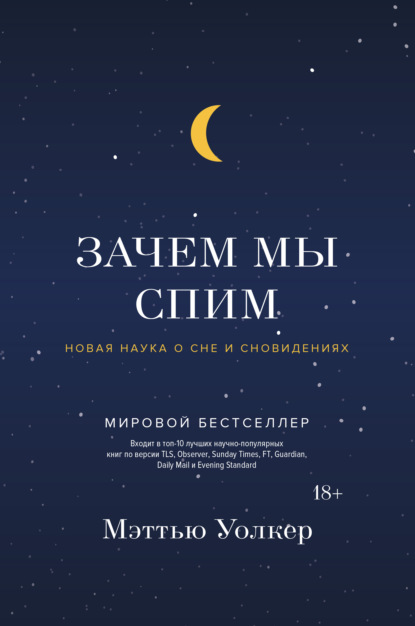 ЗАЧЕМ МЫ
СПИМ
НОВАЯ НАУКА О СНЕ И СНОВИДЕНИЯХ
МИРОВОЙ БЕСТСЕЛЛЕР
Входит в топ-10 лучших научно-популярных
книг по версии TLS, Observer, Sunday Times, FT, Guardian,
Daily Mail и Evening Standard
18+
Мэттью Уолкер